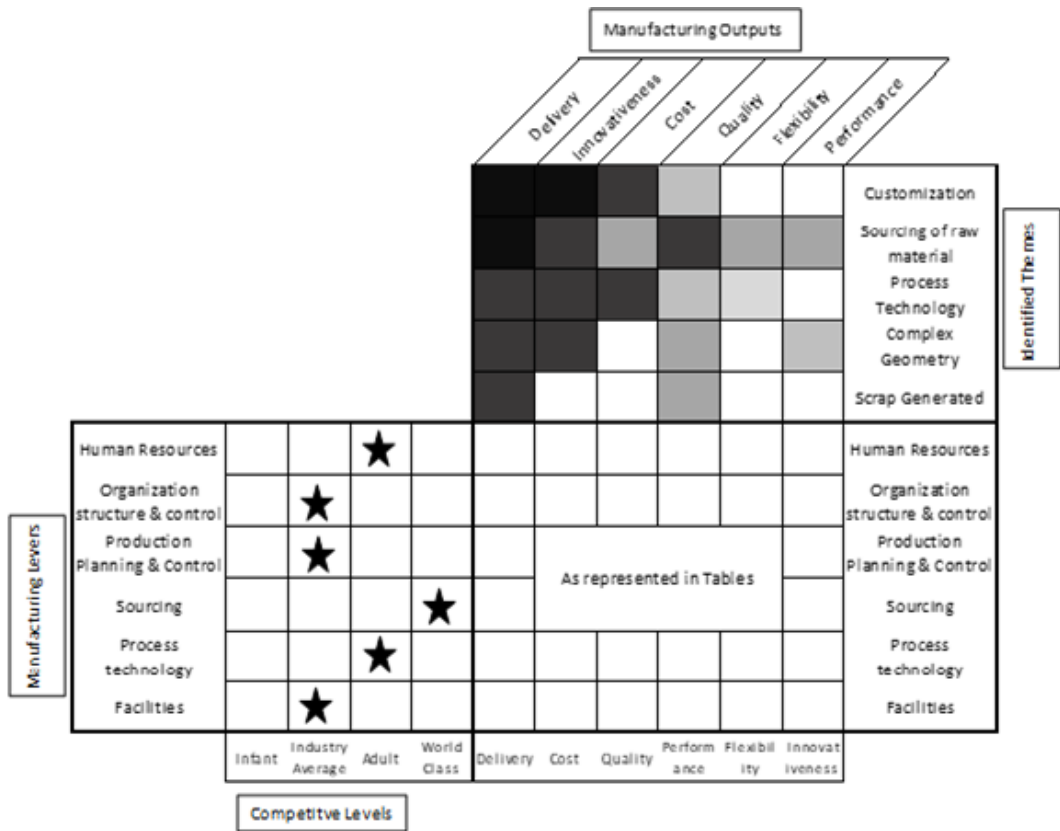 Manufacturing Outputs
Delivery
Innovativeness
Cost
Quality
Flexibility
Performance
Customization
Sourcing of raw
material
Process
Technology
Complex
Geometry
Scrap Generated
Identified Themes
Manufacturing Levers
Human Resources
Organization
structure & control
Production
Planning & Control
Sourcing
Process
technology
Facilities
As represented in Tables
Human Resources
Organization
structure & control
Production
Planning & Control
Sourcing
Process
technology
Facilities
Infant
Industry
Average
Adult
World
Class
Delivery
Cost
Quality
Perform
ance
Flexibil
ity
Innovat
iveness
Competitve Levels